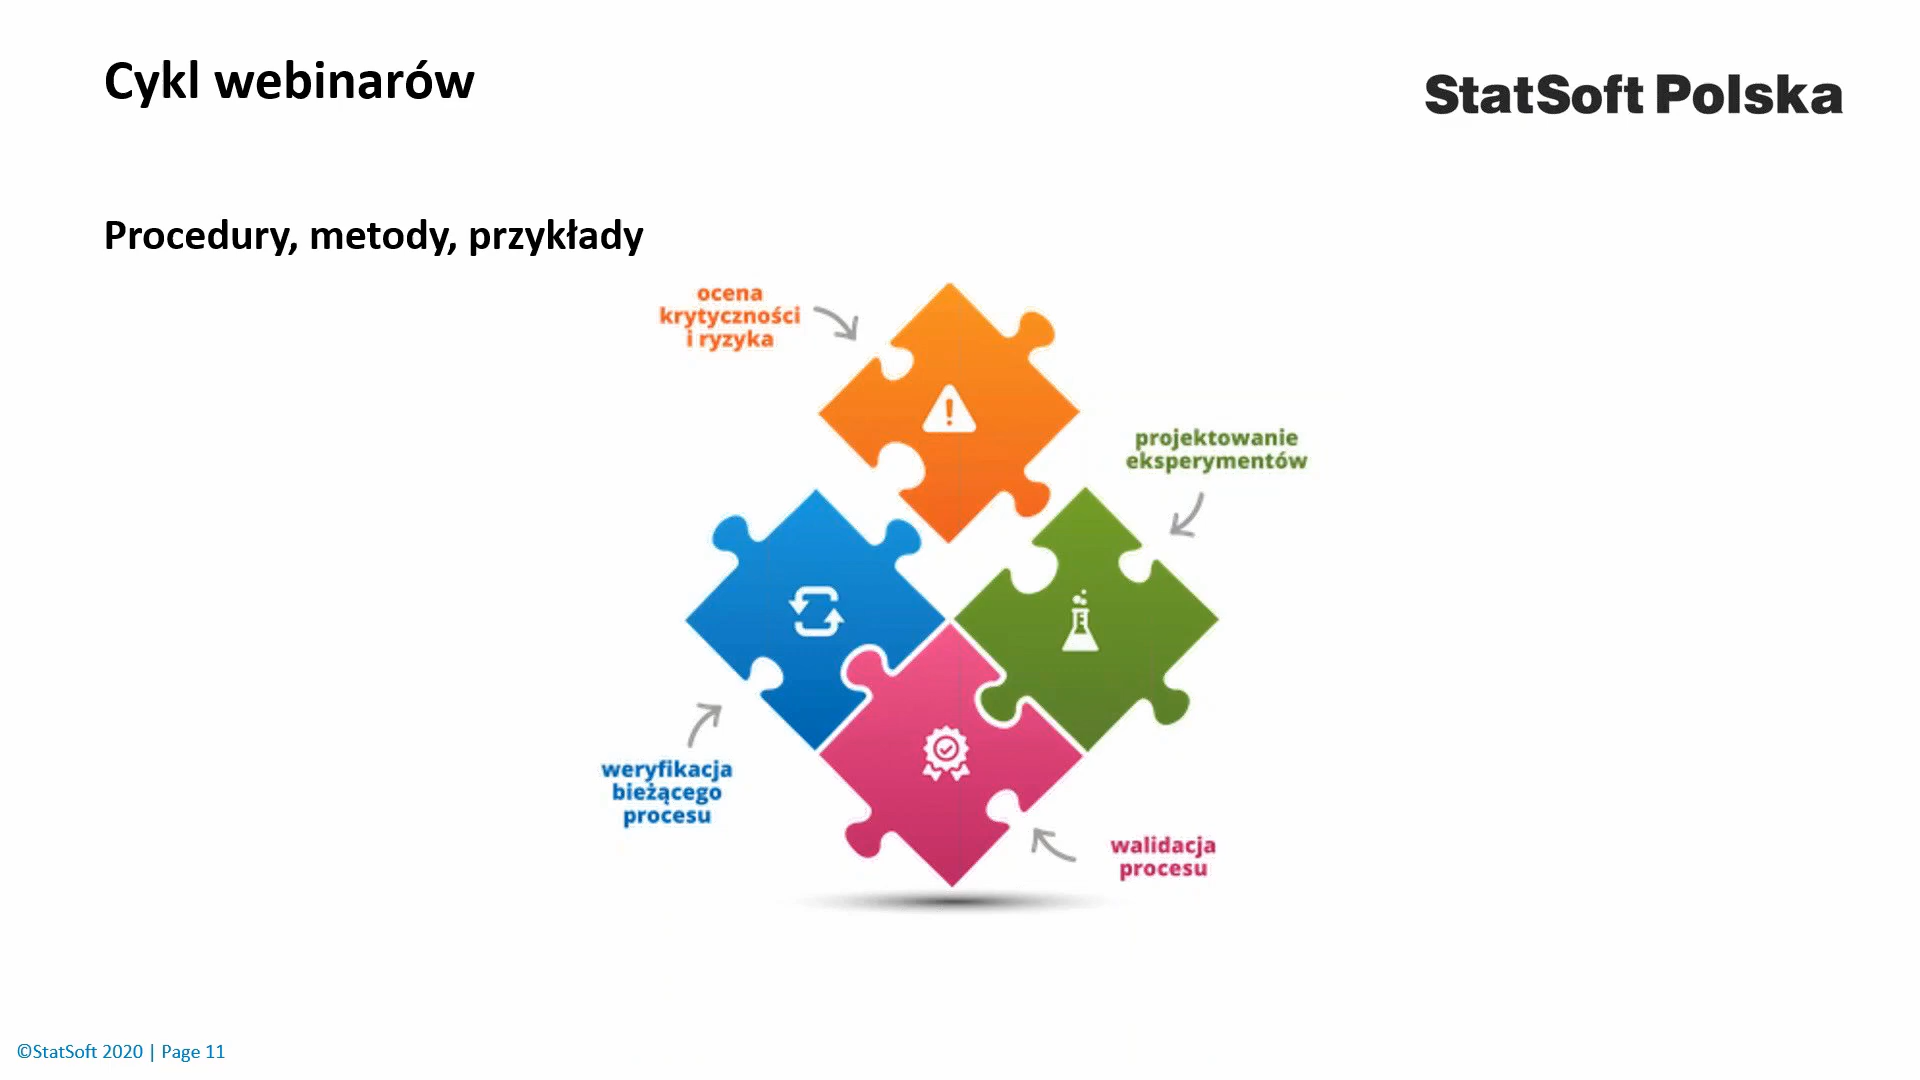 Cykl webinarów
StatSoft Polska
Procedury, metody, przykłady
ocena
krytyczności
i ryzyka
projektowanie
eksperymentów
weryfikacja
bieżącego
procesu
walidacja
procesu
©StatSoft 2020 | Page 11